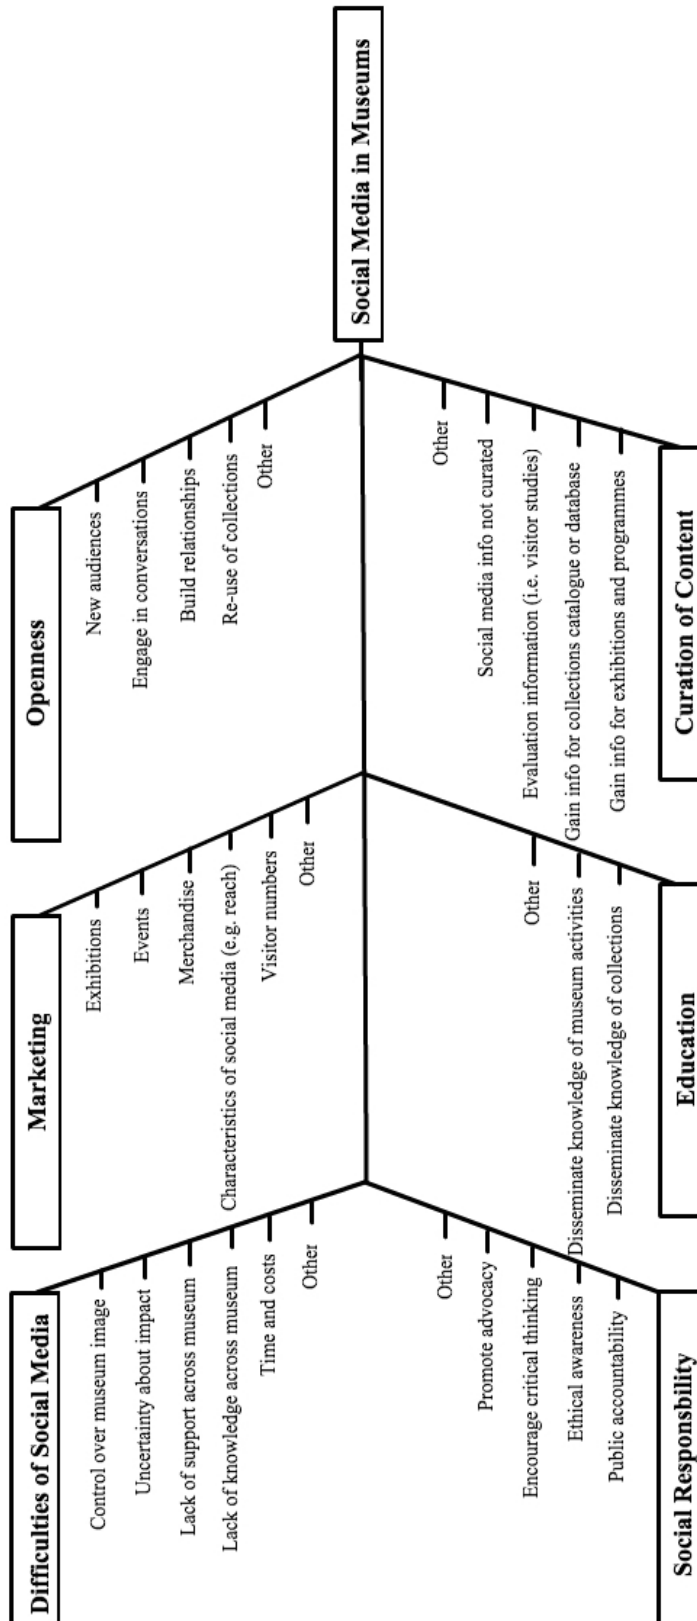 Difficulties of Social Media
Control over museum image
Uncertainty about impact
Lack of support across museum
Lack of knowledge across museum
Time and costs
Other
Marketing
Exhibitions
Events
Merchandise
Characteristics of social media (e.g. reach)
Visitor numbers
Other
Openness
New audiences
Engage in conversations
Build relationships
Re-use of collections
Other
Social Media in Museums
Other
Promote advocacy
Encourage critical thinking
Ethical awareness
Public accountability
Social Responsbility
Other
Disseminate knowledge of museum activities
Disseminate knowledge of collections
Education
Other
Social media info not curated
Evaluation information (i.e. visitor studies)
Gain info for collections catalogue or database
Gain info for exhibitions and programmes
Curation of Content